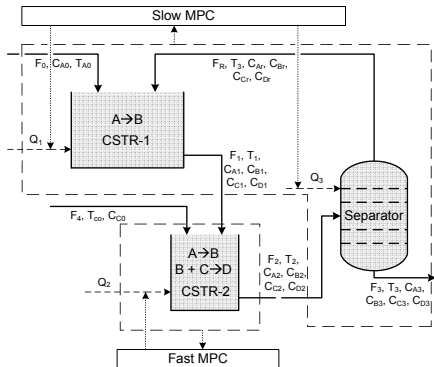 Slow MPC
F0, CA0, TA0
FR, T3, CAr, CBr,
CCr, CDr
A→B
CSTR-1
Q1
F1, T1,
CA1, CB1,
CC1, CD1
Q3
Separator
F4, Tco, CC0
A→B
B + C→D
CSTR-2
Q2
F2, T2,
CA2, CB2,
CC2, CD2
F3, T3, CA3,
CB3, CC3, CD3
Fast MPC